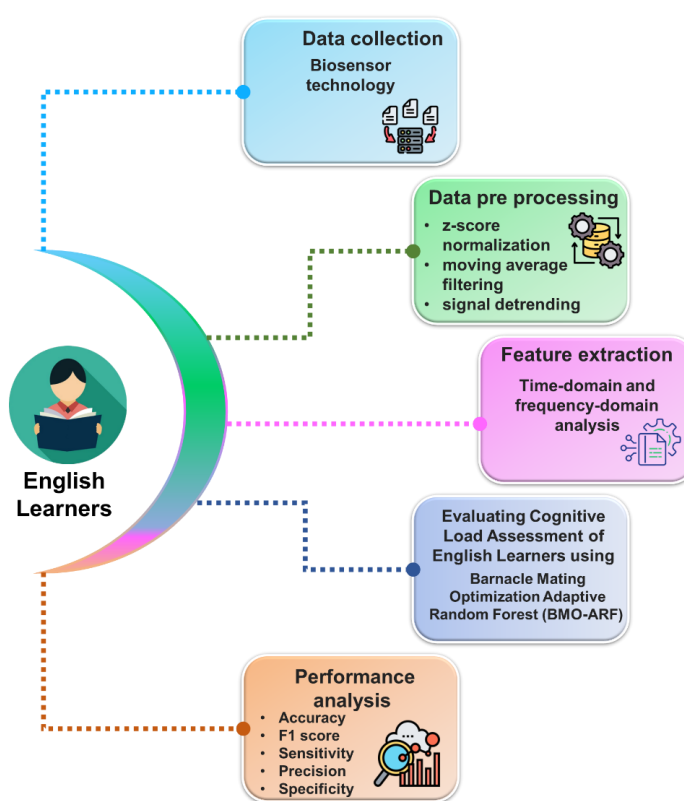 Data collection
Biosensor
technology
Data pre processing
• z-score
normalization
• moving average
filtering
• signal detrending
Feature extraction
Time-domain and
frequency-domain
analysis
English
Learners
Evaluating Cognitive
Load Assessment of
English Learners using
Barnacle Mating
Optimization Adaptive
Random Forest (BMO-ARF)
Performance
analysis
• Accuracy
• F1 score
• Sensitivity
• Precision
• Specificity